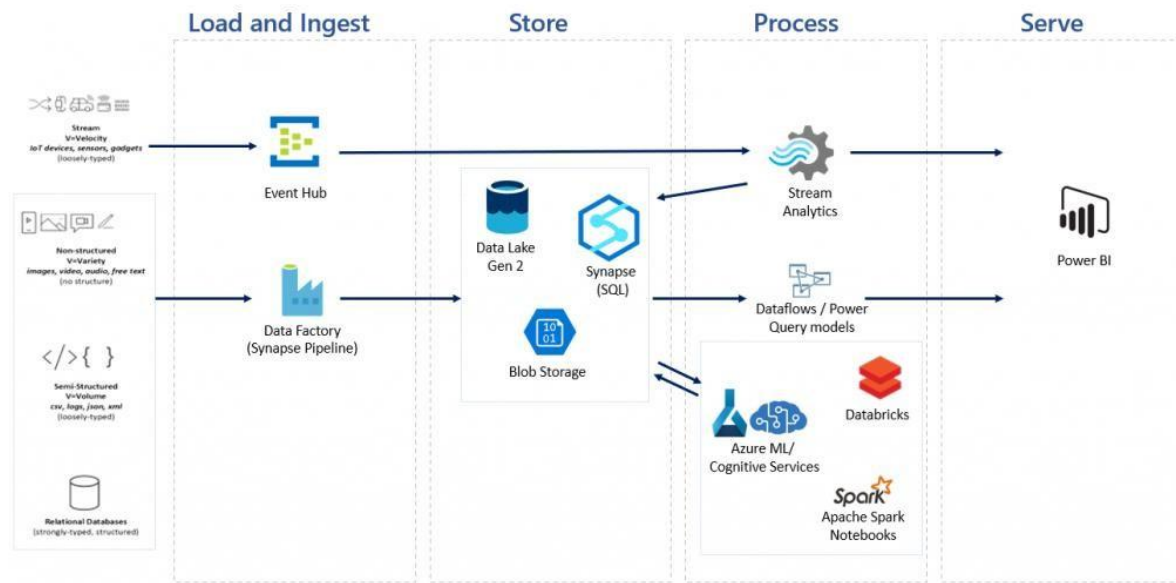 Load and Ingest
Store
Process
Serve
Stream
V=Velocity
IoT devices, sensors, gadgets
(loosely-typed)
Event Hub
Stream
Analytics
Non-structured
V=Variety
images, video, audio, free text
(no structure)
Data Lake
Gen 2
Synapse
(SQL)
Power BI
Data Factory
(Synapse Pipeline)
10
01
Blob Storage
Dataflows / Power
Query models
</>{ }
Semi-Structured
V=Volume
csv, logs, json, xml
(loosely-typed)
Databricks
Azure ML/
Cognitive Services
Relational Databases
(strongly-typed, structured)
Spark
Apache Spark
Notebooks